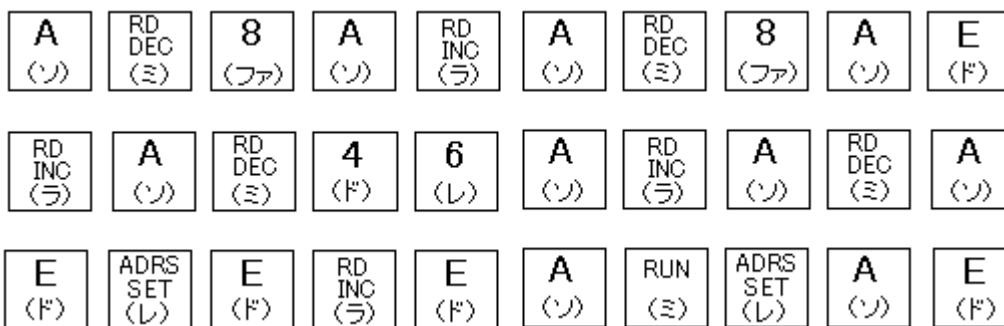 A RD DEC 8 A RD INC A RD DEC 8 A E
(ソ) (ミ) (ファ) (ソ) (ラ) (ソ) (ミ) (ファ) (ソ) (ド)
RD INC A RD DEC 4 6 A RD INC A RD DEC A
(ラ) (ソ) (ミ) (ド) (レ) (ソ) (ラ) (ソ) (ミ) (ソ)
E ADRS SET E RD INC E A RUN ADRS SET A E
(ド) (レ) (ド) (ラ) (ド) (ソ) (ミ) (レ) (ソ) (ド)